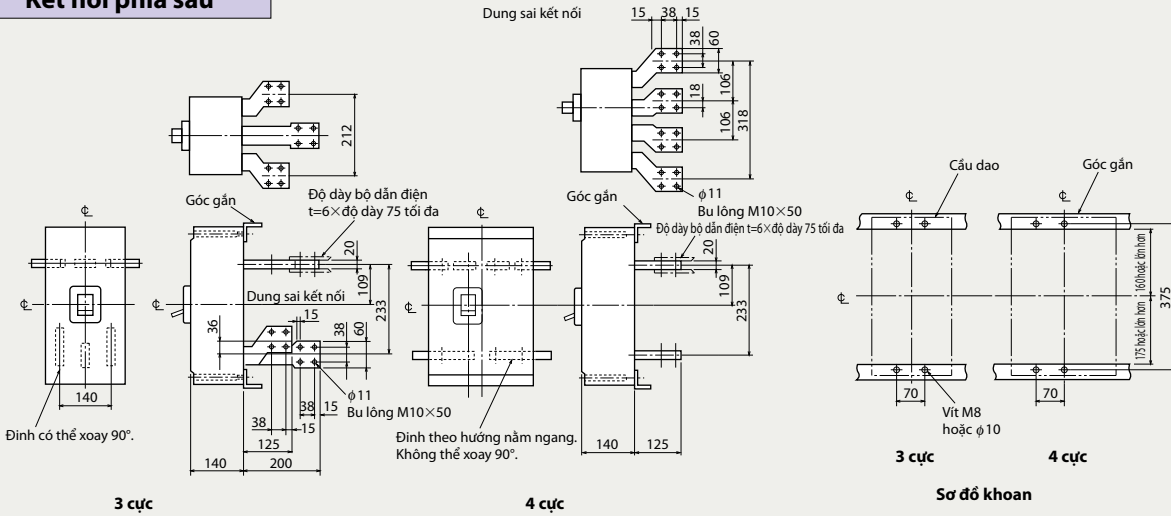 Kết nối phía sau
Dung sai kết nối
15
38
15
38
60
106
18
106
318
212
φ11
Bu lông M10×50
Độ dày bộ dẫn điện
t=6×độ dày 75 tối đa
Góc gắn
℄
℄
20
109
233
Dung sai kết nối
15
36
38
60
φ11
Bu lông M10×50
38
15
38
15
125
140
200
140
Đinh có thể xoay 90°.
3 cực
℄
℄
Góc gắn
Độ dày bộ dẫn điện t=6×độ dày 75 tối đa
20
109
233
Đinh theo hướng nằm ngang.
Không thể xoay 90°.
140
125
4 cực
Cầu dao
Góc gắn
℄
℄
℄
160hoặc lớn hơn
175 hoặc lớn hơn
375
70
70
Vít M8
hoặc φ10
3 cực
4 cực
Sơ đồ khoan